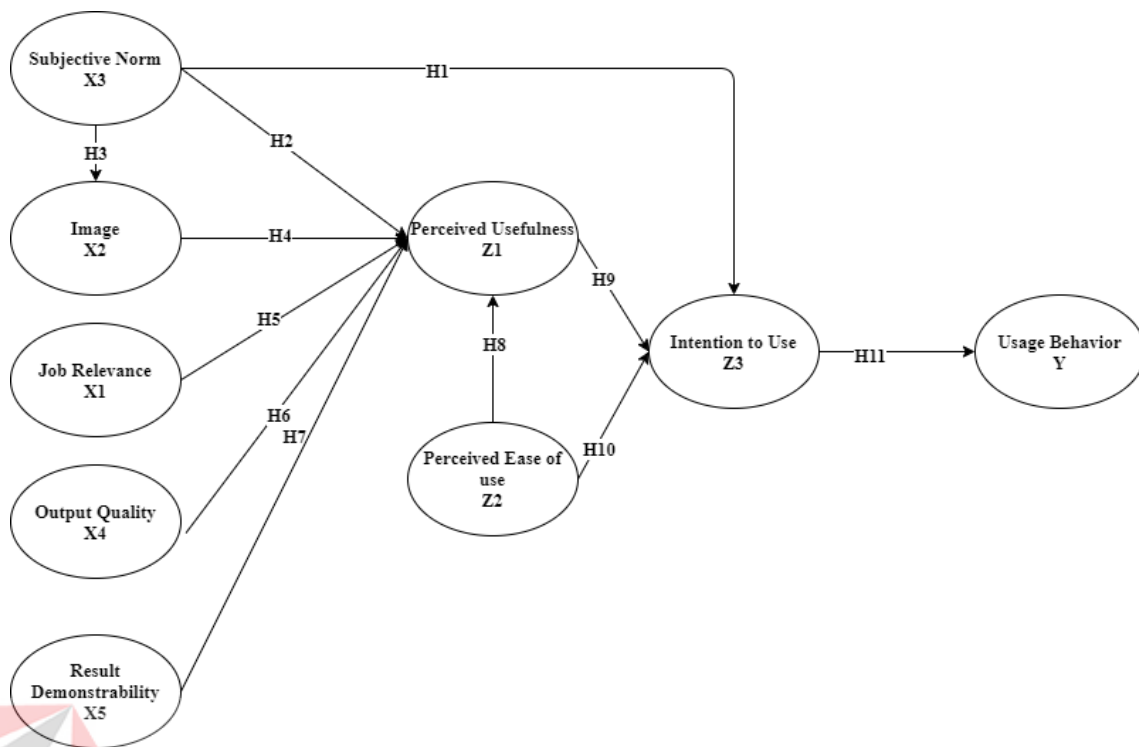 Subjective Norm
X3
H1
H2
H3
Image
X2
H4
Perceived Usefulness
Z1
H9
H5
Intention to Use
Z3
H11
Usage Behavior
Y
H8
Job Relevance
X1
H6
H7
H10
Perceived Ease of
use
Z2
Output Quality
X4
Result
Demonstrability
X5